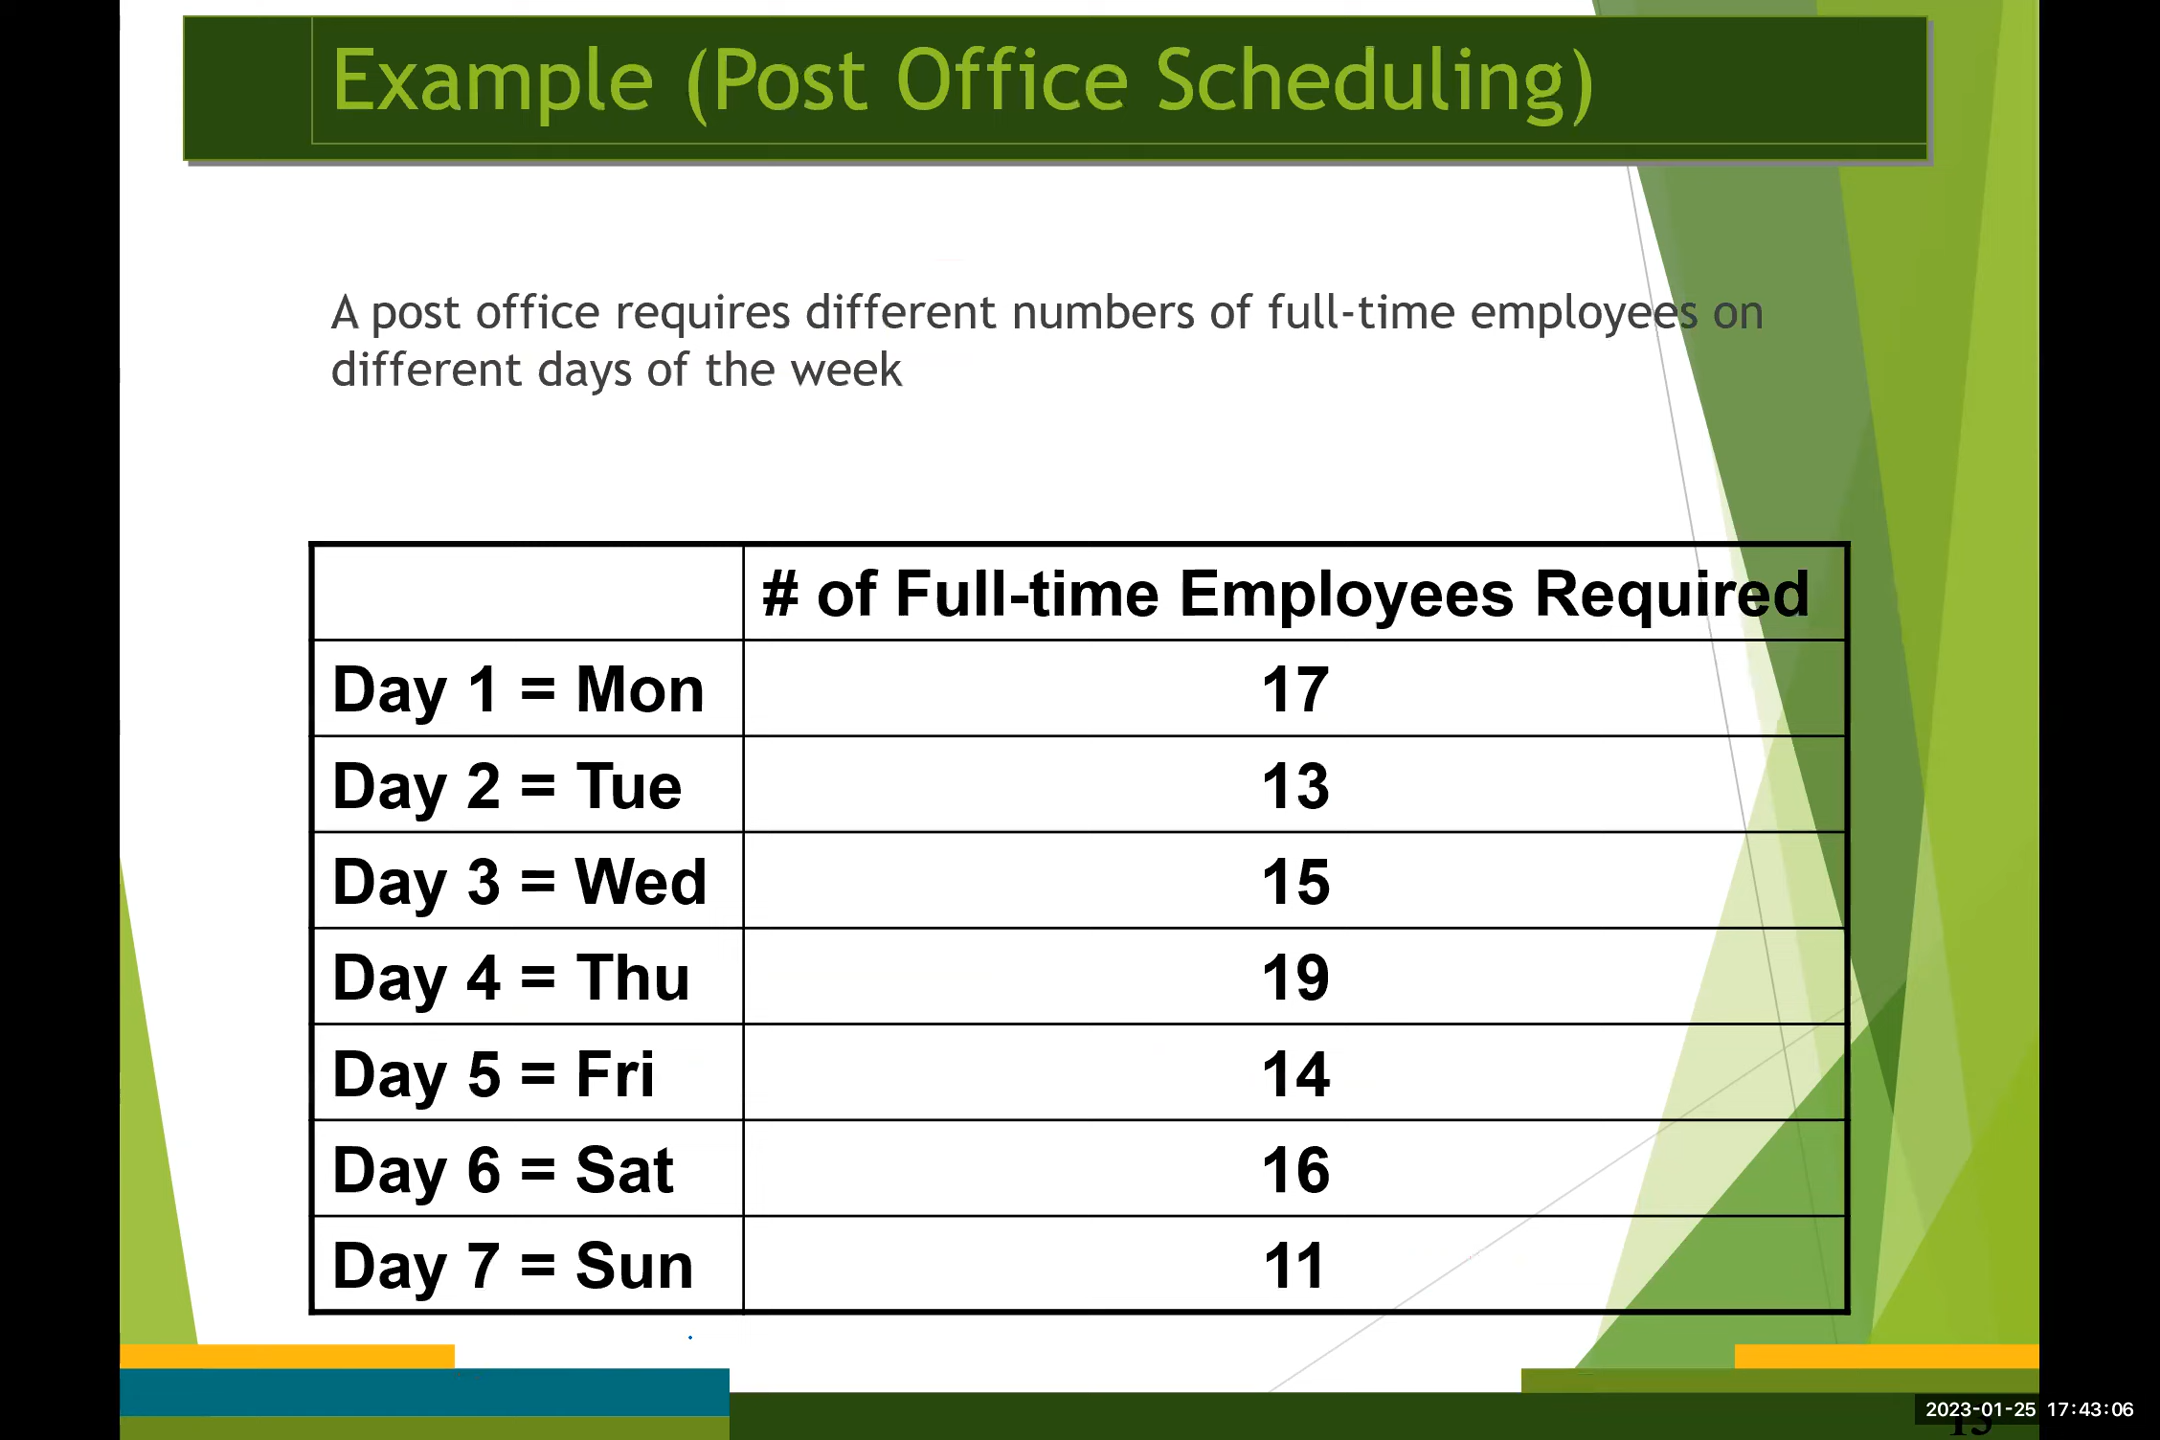 Example (Post Office Scheduling)
A post office requires different numbers of full-time employees on
different days of the week
# of Full-time Employees Required
Day 1 = Mon 17
Day 2 = Tue 13
Day 3 = Wed 15
Day 4 = Thu 19
Day 5 = Fri 14
Day 6 = Sat 16
Day 7 = Sun 11
2023-01-25 17:43:06